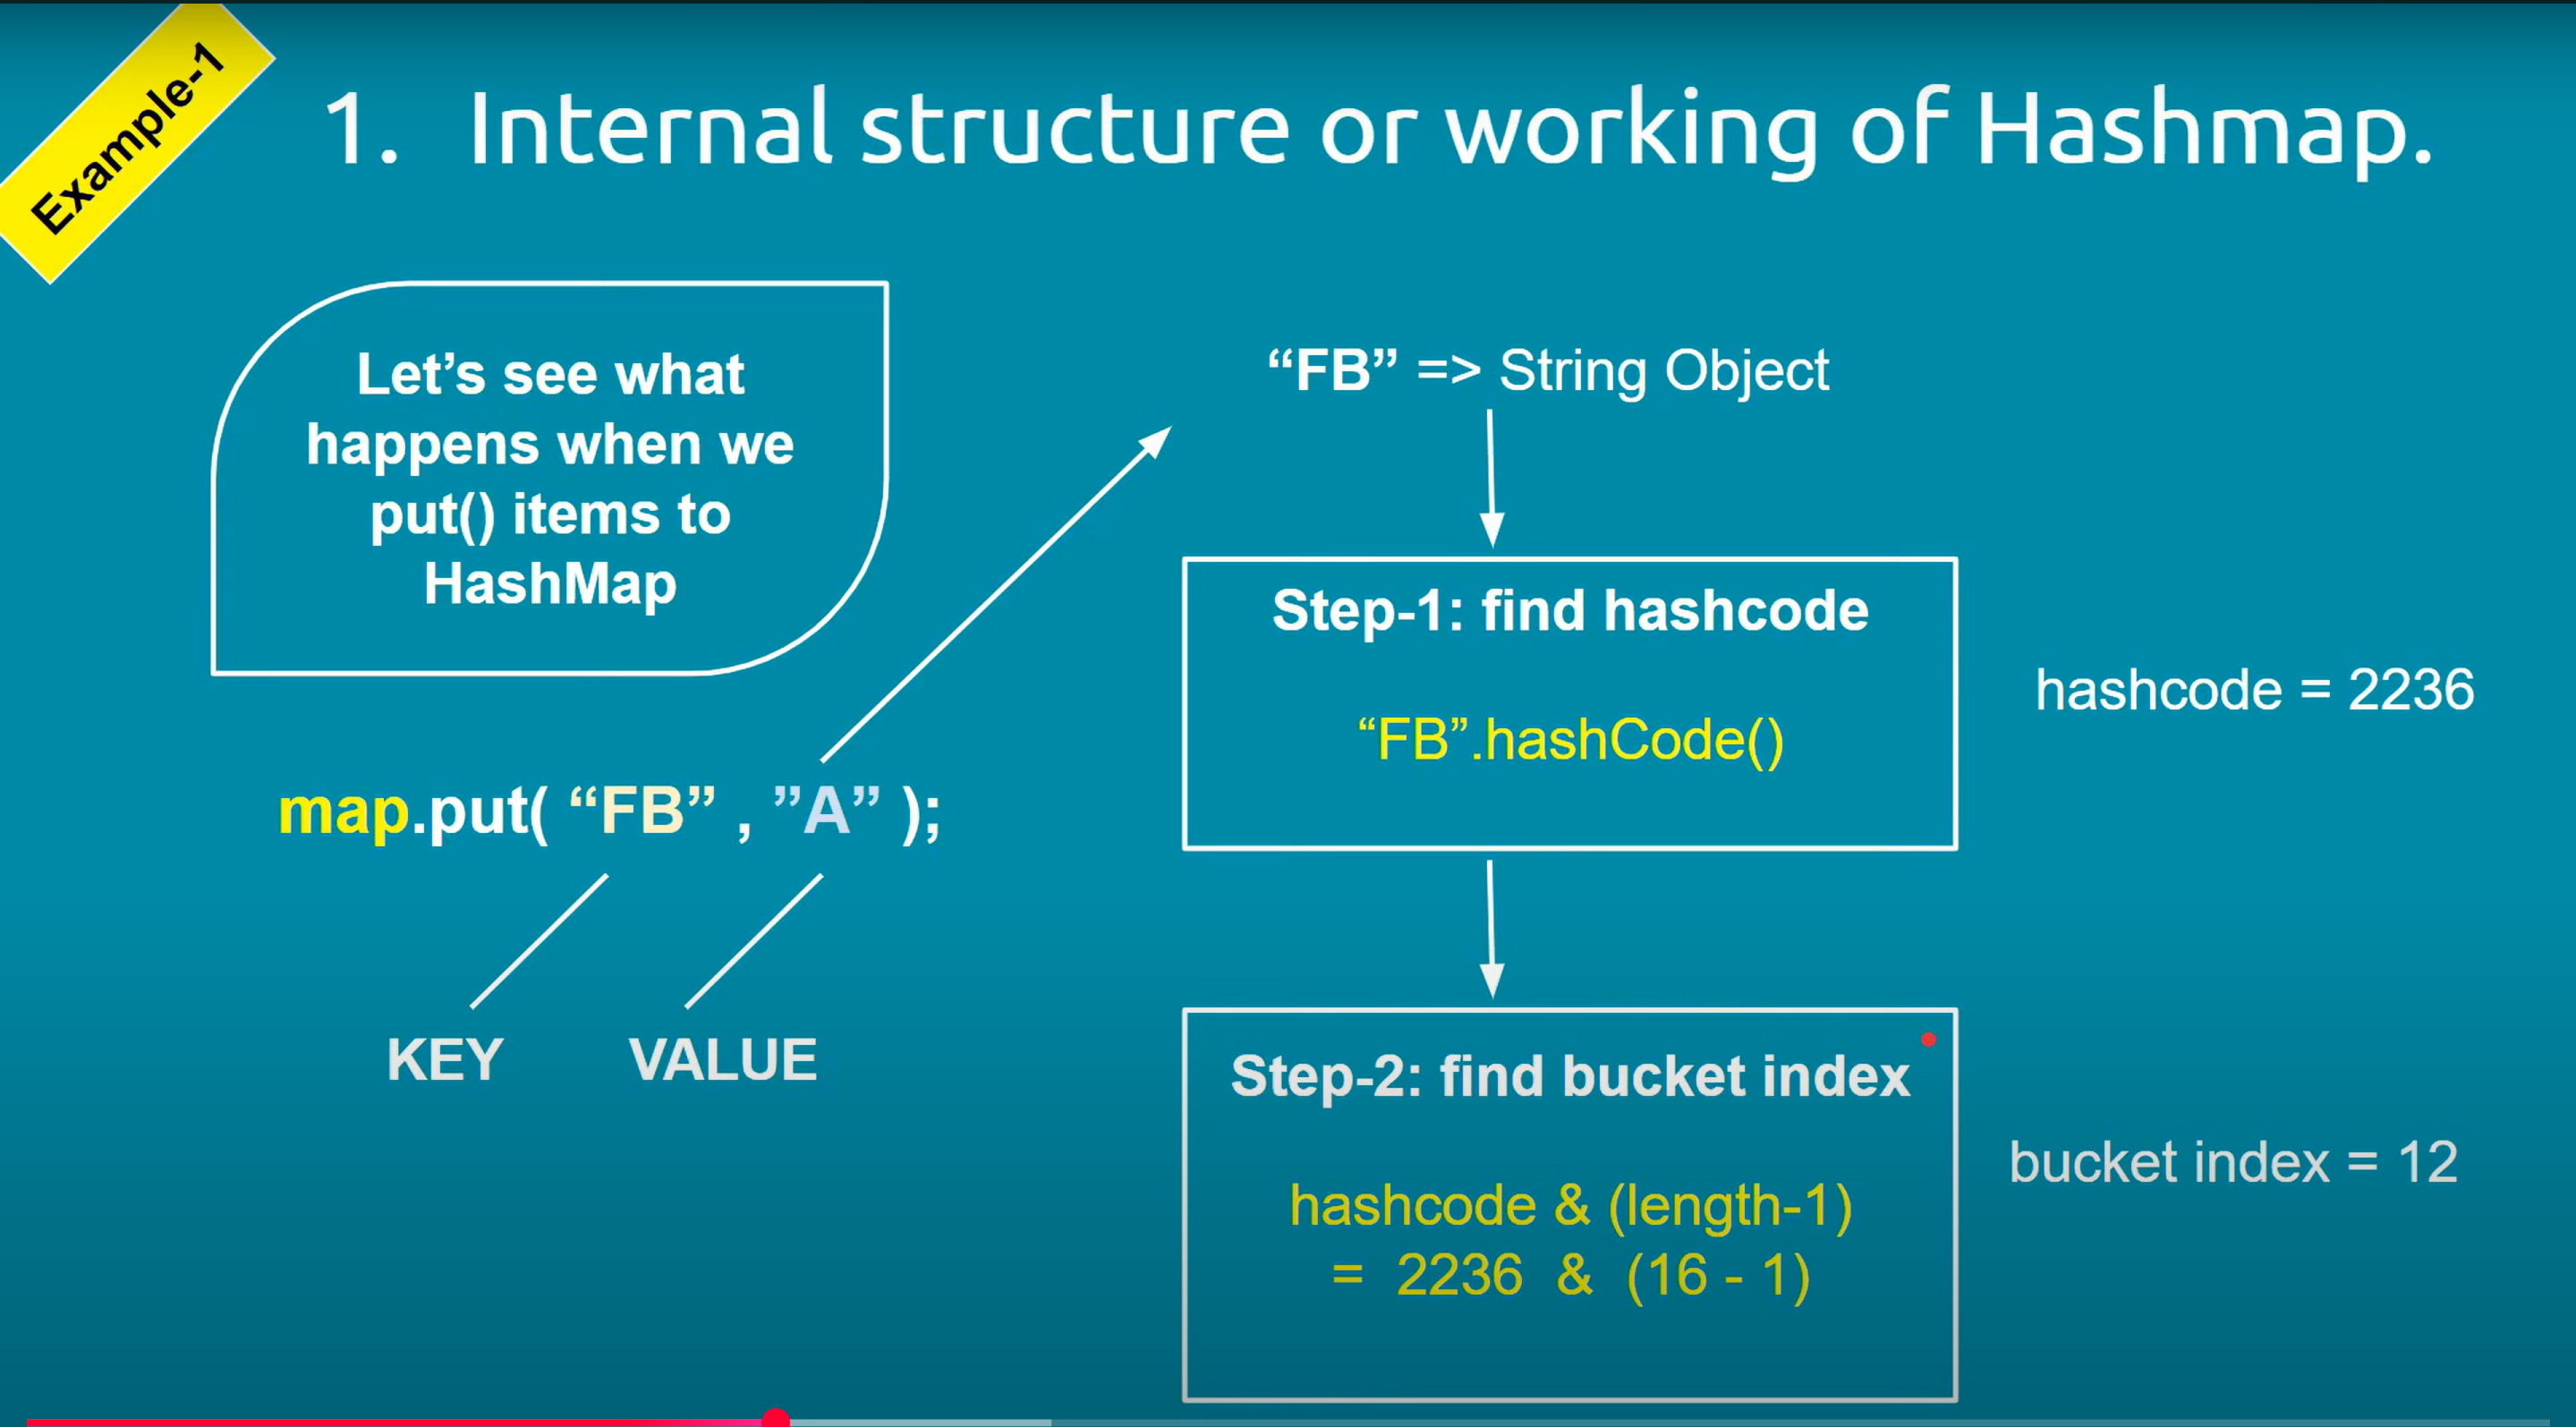 Example-1
1. Internal structure or working of Hashmap.
Let’s see what
happens when we
put() items to
HashMap
map.put( “FB” , ”A” );
KEY
VALUE
“FB” => String Object
Step-1: find hashcode
“FB”.hashCode()
hashcode = 2236
Step-2: find bucket index
hashcode & (length-1)
= 2236 & (16 - 1)
bucket index = 12